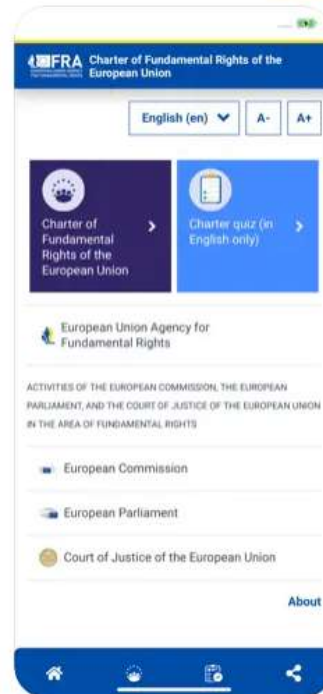 FRA
Charter of Fundamental Rights of the
European Union
English (en)
A-
A+
Charter of
Fundamental
Rights of the
European Union
Charter quiz (in
English only)
European Union Agency for
Fundamental Rights
ACTIVITIES OF THE EUROPEAN COMMISSION, THE EUROPEAN
PARLIAMENT, AND THE COURT OF JUSTICE OF THE EUROPEAN UNION
IN THE AREA OF FUNDAMENTAL RIGHTS
European Commission
European Parliament
Court of Justice of the European Union
About